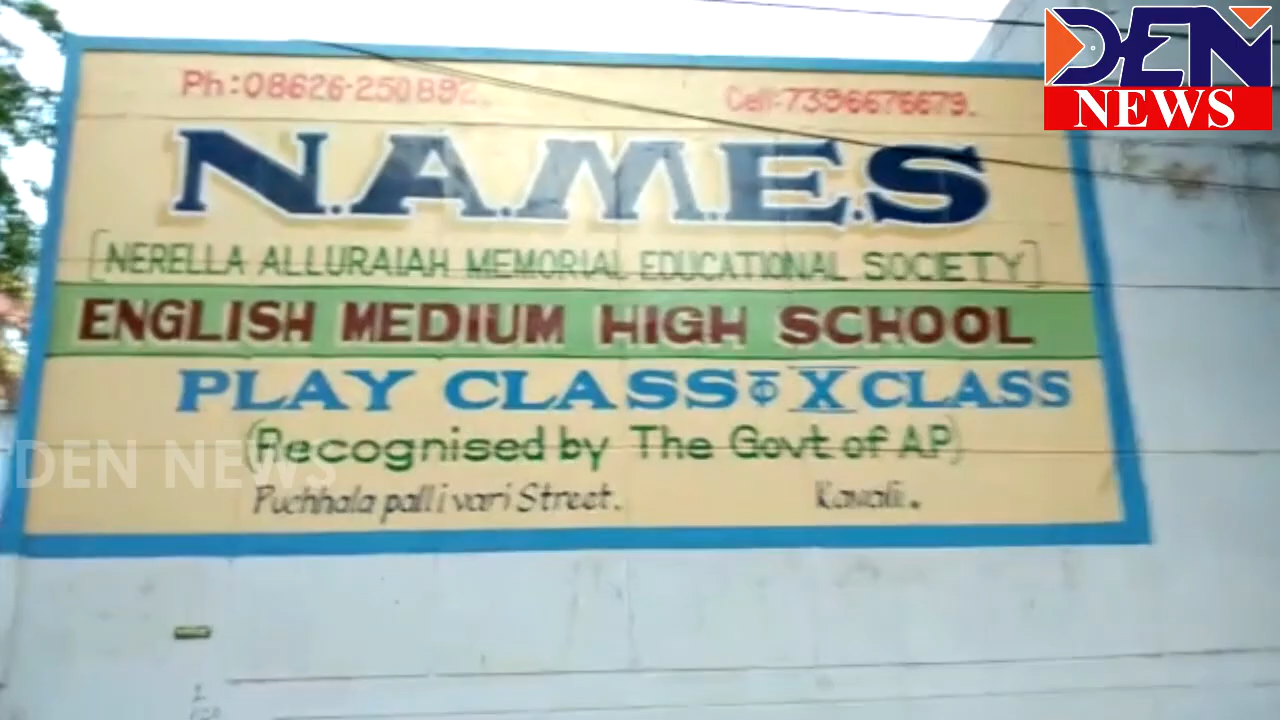 DEN
NEWS
Ph:08626-250892. Cell:7396676679.
N.A.M.E.S
[NERELLA ALLURAIAH MEMORIAL EDUCATIONAL SOCIETY]
ENGLISH MEDIUM HIGH SCHOOL
PLAY CLASS TO X CLASS
(Recognised by The Govt of A.P)
DEN NEWS
Puchhala palli vari Street. Kavali.